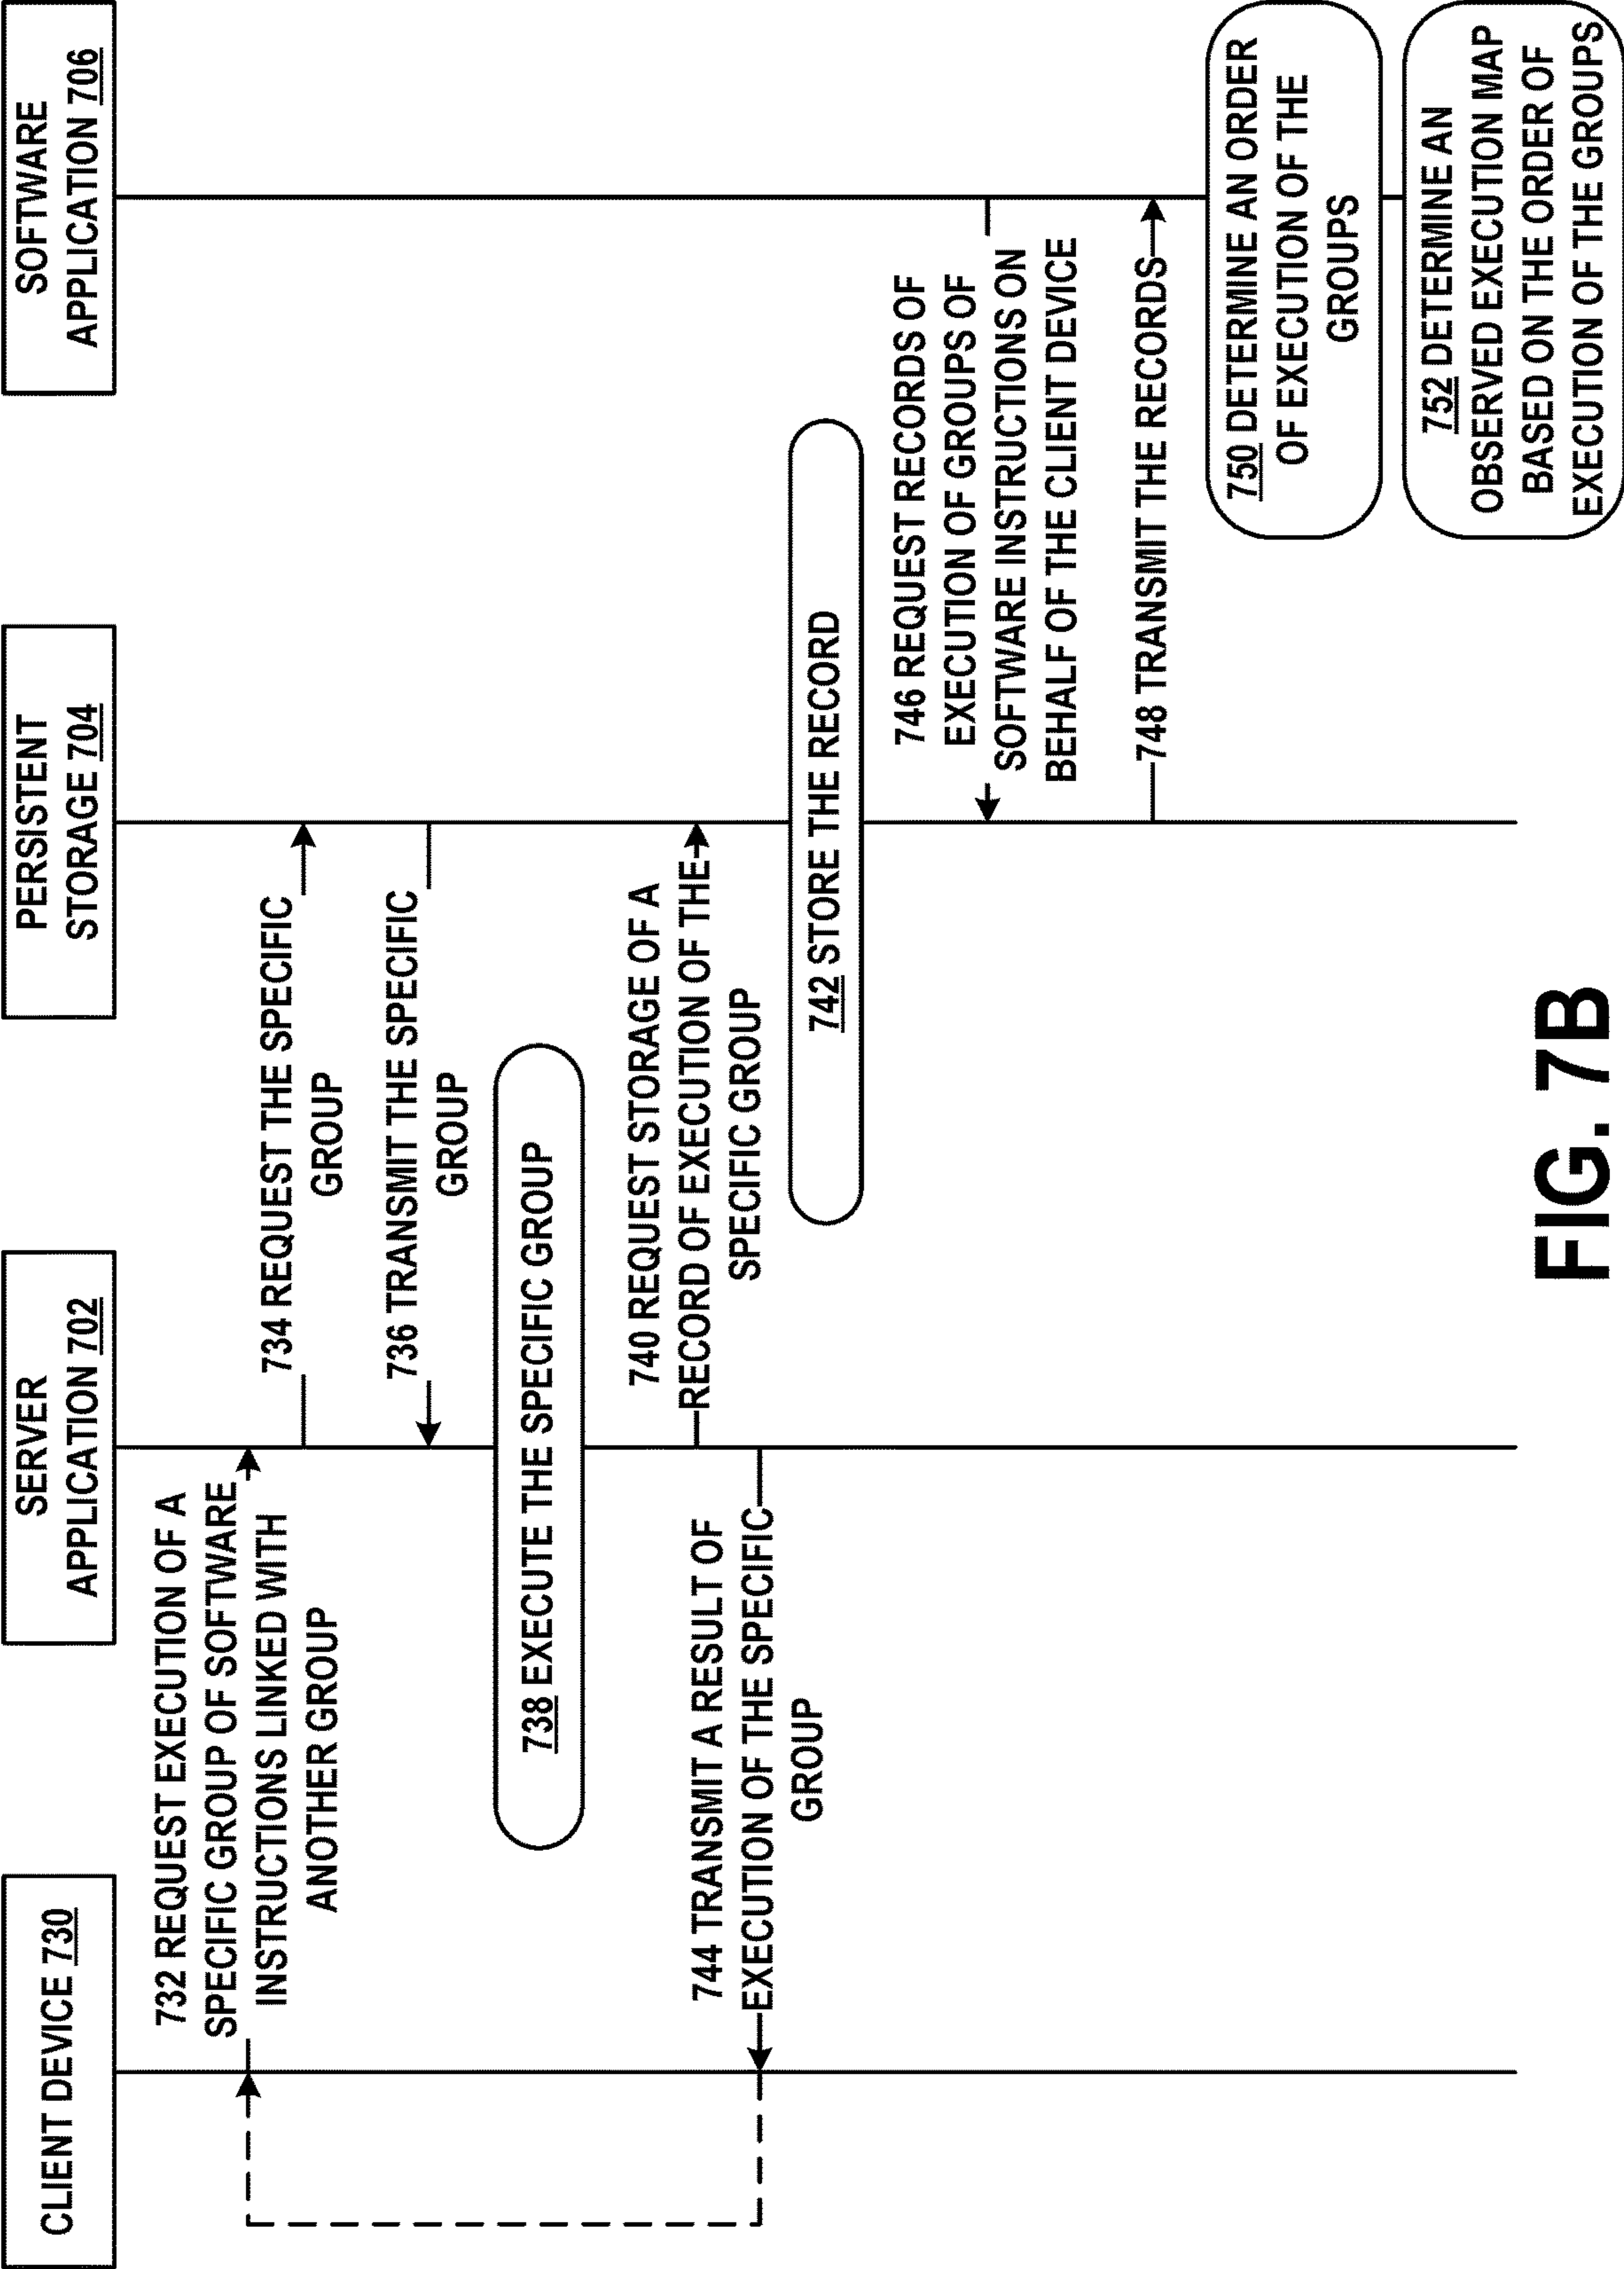 CLIENT DEVICE 730
SERVER
APPLICATION 702
PERSISTENT
STORAGE 704
SOFTWARE
APPLICATION 706
732 REQUEST EXECUTION OF A
SPECIFIC GROUP OF SOFTWARE
INSTRUCTIONS LINKED WITH
ANOTHER GROUP
734 REQUEST THE SPECIFIC
GROUP
736 TRANSMIT THE SPECIFIC
GROUP
738 EXECUTE THE SPECIFIC GROUP
740 REQUEST STORAGE OF A
RECORD OF EXECUTION OF THE
SPECIFIC GROUP
744 TRANSMIT A RESULT OF
EXECUTION OF THE SPECIFIC
GROUP
742 STORE THE RECORD
746 REQUEST RECORDS OF
EXECUTION OF GROUPS OF
SOFTWARE INSTRUCTIONS ON
BEHALF OF THE CLIENT DEVICE
748 TRANSMIT THE RECORDS
750 DETERMINE AN ORDER
OF EXECUTION OF THE
GROUPS
752 DETERMINE AN
OBSERVED EXECUTION MAP
BASED ON THE ORDER OF
EXECUTION OF THE GROUPS
FIG. 7B